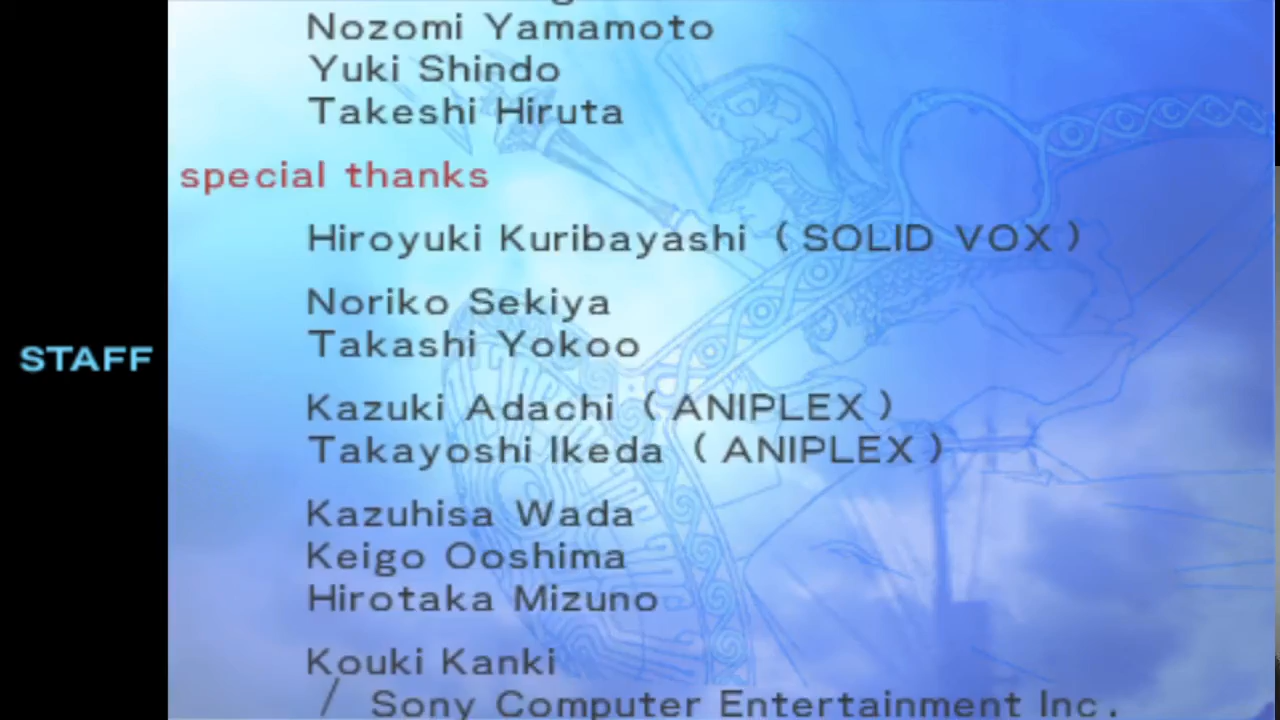 Nozomi Yamamoto
Yuki Shindo
Takeshi Hiruta
special thanks
Hiroyuki Kuribayashi (SOLID VOX)
Noriko Sekiya
Takashi Yokoo
STAFF
Kazuki Adachi (ANIPLEX)
Takayoshi Ikeda (ANIPLEX)
Kazuhisa Wada
Keigo Ooshima
Hirotaka Mizuno
Kouki Kanki
/ Sony Computer Entertainment Inc.